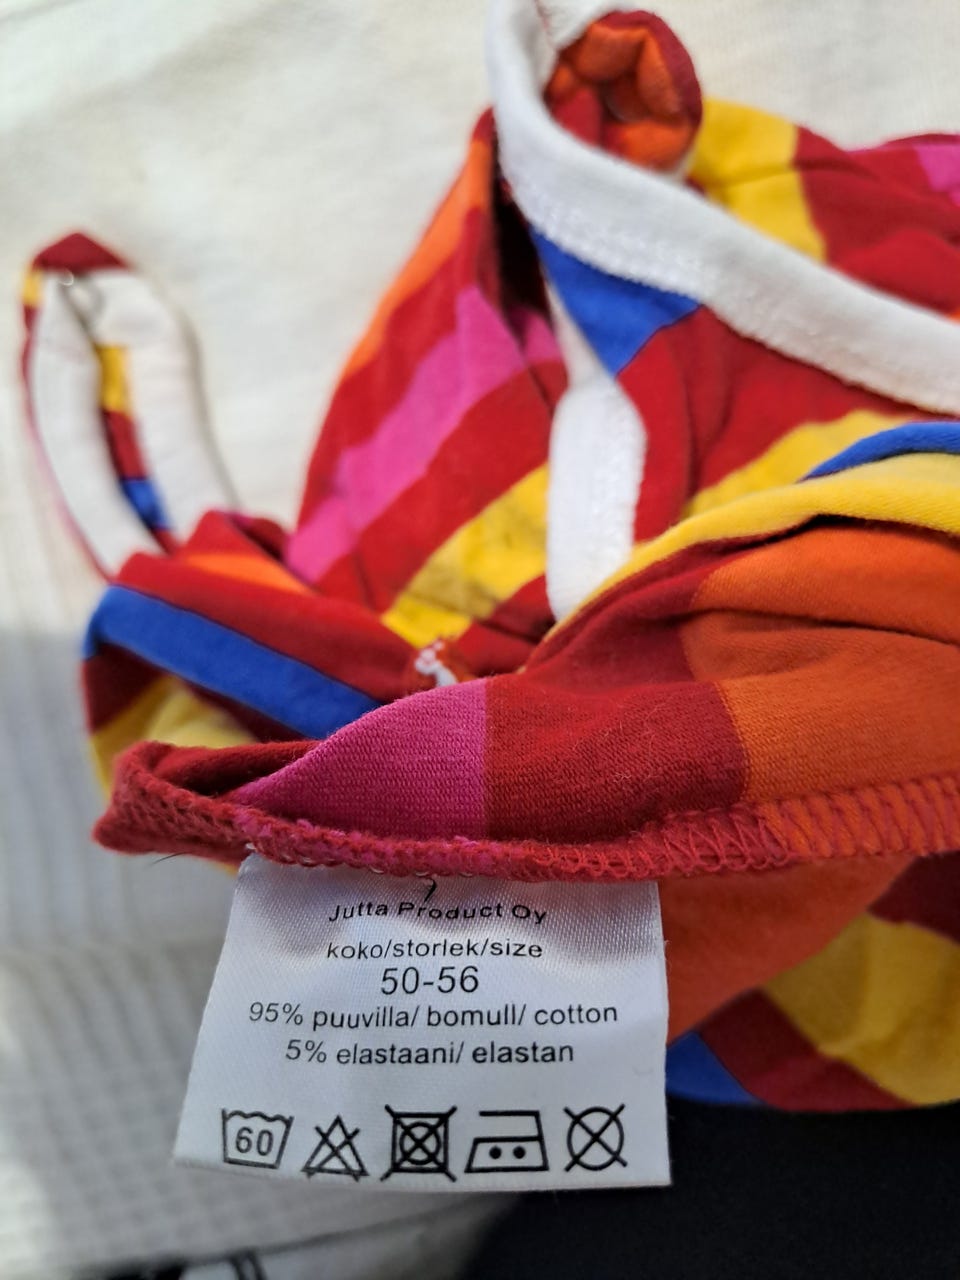 Jutta Product Oy
koko/storlek/size
50-56
95% puuvilla/ bomull/ cotton
5% elastaani/ elastan
60